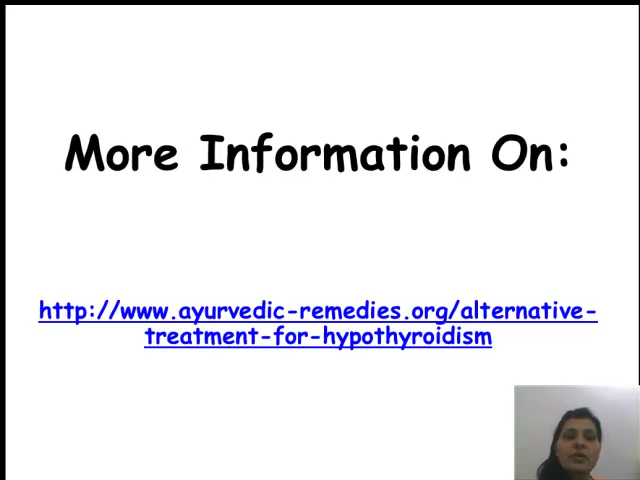 More Information On:
http://www.ayurvedic-remedies.org/alternative-
treatment-for-hypothyroidism